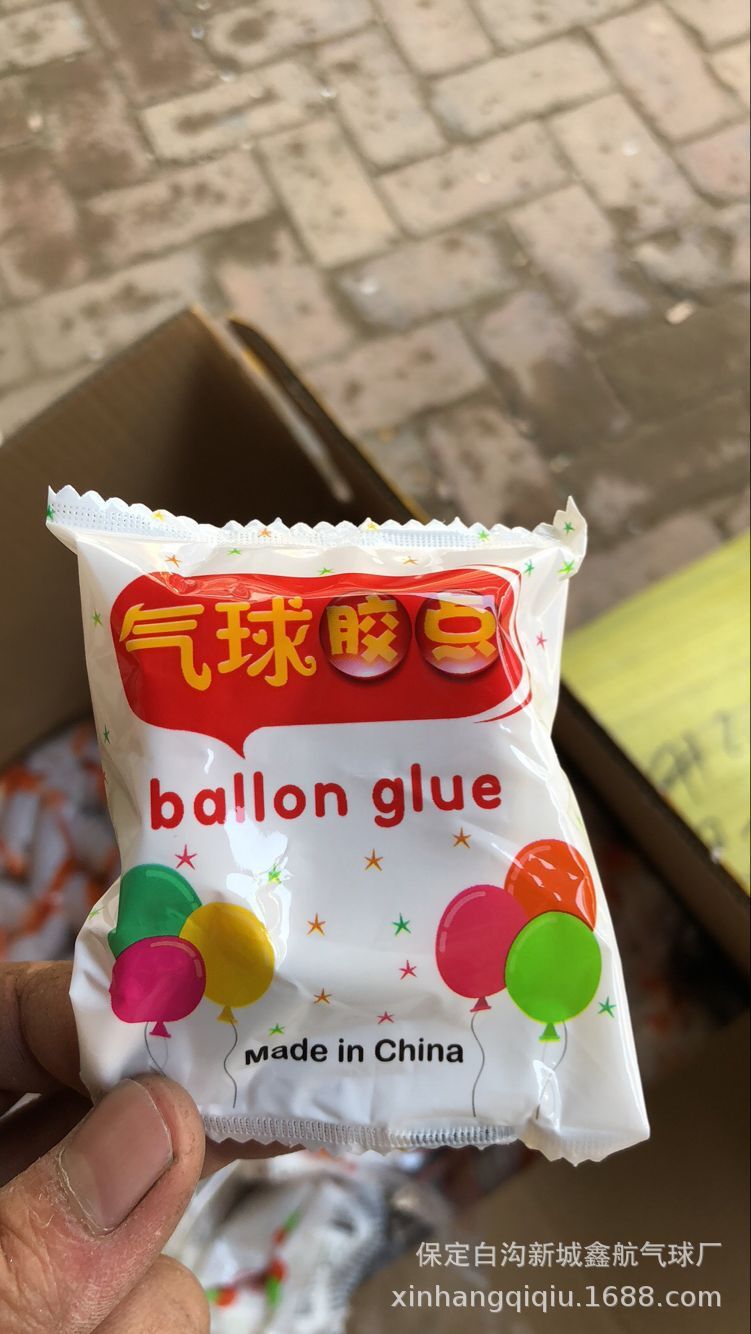 气球胶点
ballon glue
Made in China
保定白沟新城鑫航气球厂
xinhangqiqiu.1688.com